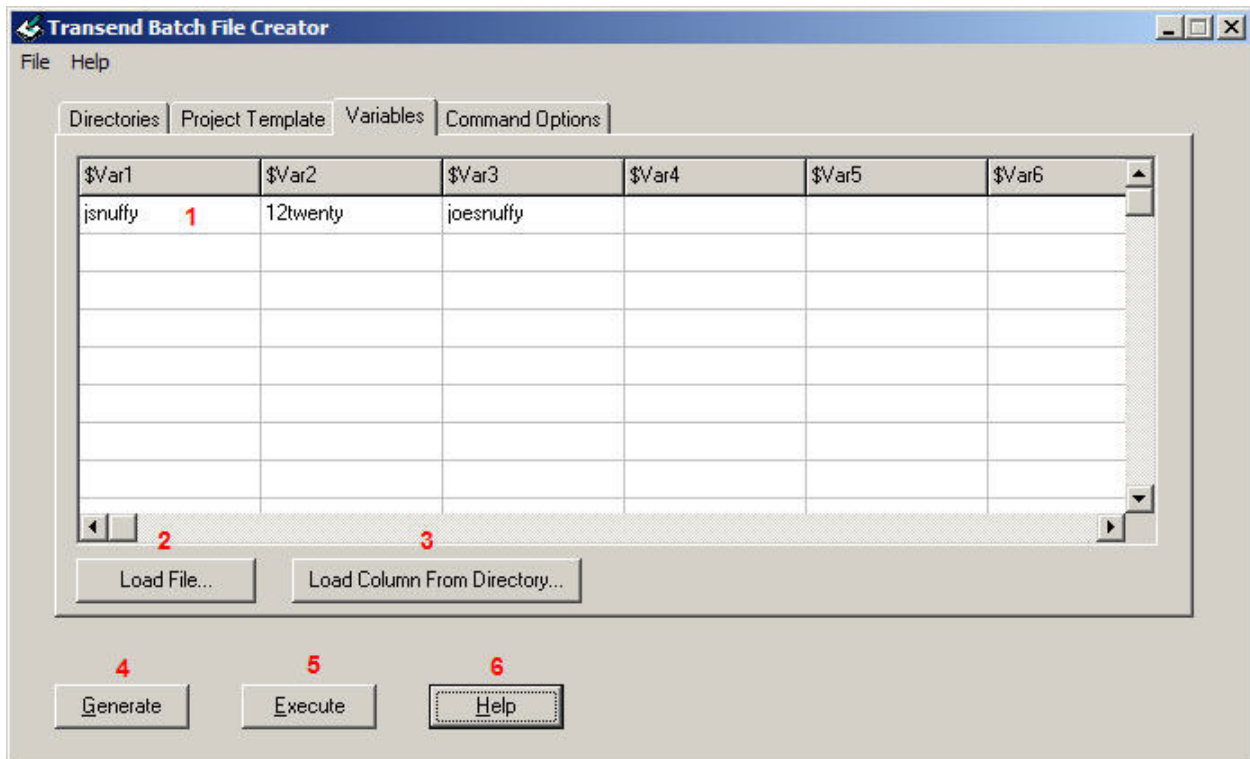 Transend Batch File Creator
File Help
Directories Project Template Variables Command Options
$Var1 $Var2 $Var3 $Var4 $Var5 $Var6
jsnuffy 1 12twenty joesnuffy
2 3
Load File... Load Column From Directory...
4 5 6
Generate Execute Help